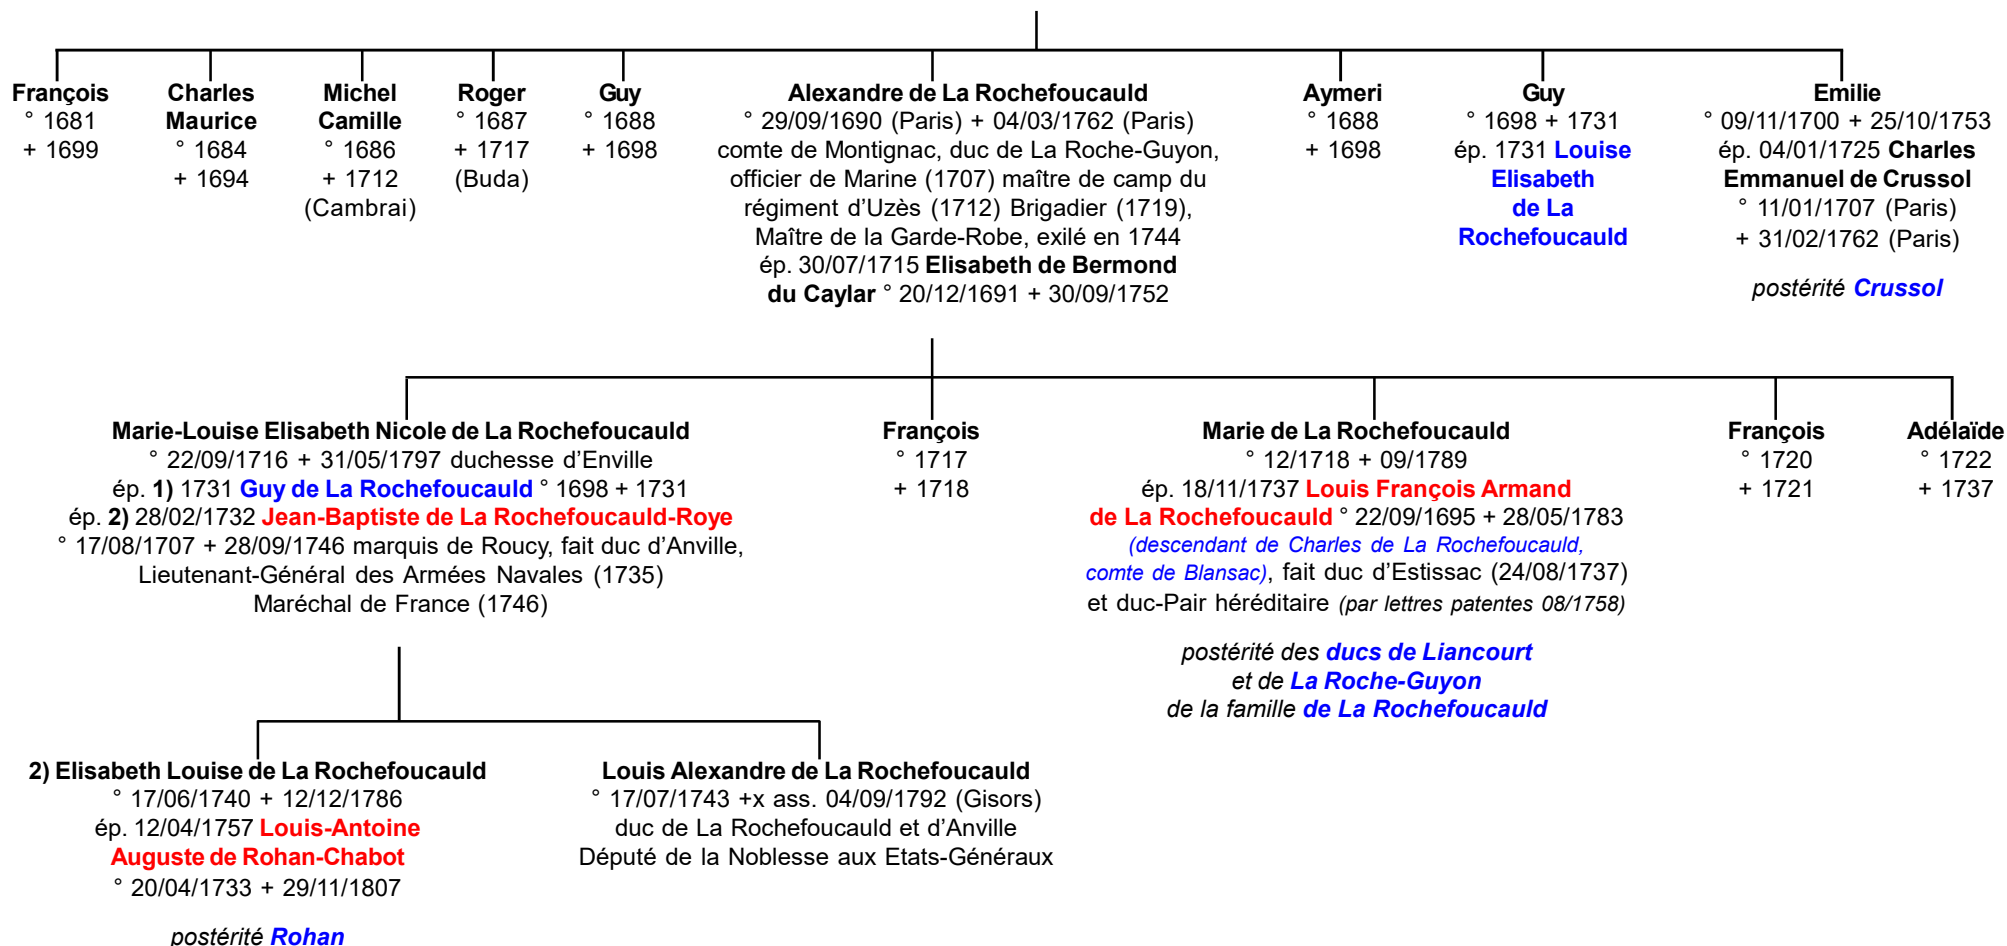 François
° 1681
+ 1699
Charles
Maurice
° 1684
+ 1694
Michel
Camille
° 1686
+ 1712
(Cambrai)
Roger
° 1687
+ 1717
(Buda)
Guy
° 1688
+ 1698
Alexandre de La Rochefoucauld
° 29/09/1690 (Paris) + 04/03/1762 (Paris)
comte de Montignac, duc de La Roche-Guyon,
officier de Marine (1707) maître de camp du
régiment d'Uzès (1712) Brigadier (1719),
Maître de la Garde-Robe, exilé en 1744
ép. 30/07/1715 Elisabeth de Bermond
du Caylar ° 20/12/1691 + 30/09/1752
Aymeri
° 1688
+ 1698
Guy
° 1698 + 1731
ép. 1731 Louise
Elisabeth
de La
Rochefoucauld
Emilie
° 09/11/1700 + 25/10/1753
ép. 04/01/1725 Charles
Emmanuel de Crussol
° 11/01/1707 (Paris)
+ 31/02/1762 (Paris)
postérité Crussol
Marie-Louise Elisabeth Nicole de La Rochefoucauld
° 22/09/1716 + 31/05/1797 duchesse d'Enville
ép. 1) 1731 Guy de La Rochefoucauld ° 1698 + 1731
ép. 2) 28/02/1732 Jean-Baptiste de La Rochefoucauld-Roye
° 17/08/1707 + 28/09/1746 marquis de Roucy, fait duc d'Anville,
Lieutenant-Général des Armées Navales (1735)
Maréchal de France (1746)
François
° 1717
+ 1718
Marie de La Rochefoucauld
° 12/1718 + 09/1789
ép. 18/11/1737 Louis François Armand
de La Rochefoucauld ° 22/09/1695 + 28/05/1783
(descendant de Charles de La Rochefoucauld,
comte de Blansac), fait duc d'Estissac (24/08/1737)
et duc-Pair héréditaire (par lettres patentes 08/1758)
postérité des ducs de Liancourt
et de La Roche-Guyon
de la famille de La Rochefoucauld
François
° 1720
+ 1721
Adélaïde
° 1722
+ 1737
2) Elisabeth Louise de La Rochefoucauld
° 17/06/1740 + 12/12/1786
ép. 12/04/1757 Louis-Antoine
Auguste de Rohan-Chabot
° 20/04/1733 + 29/11/1807
postérité Rohan
Louis Alexandre de La Rochefoucauld
° 17/07/1743 +x ass. 04/09/1792 (Gisors)
duc de La Rochefoucauld et d'Anville
Député de la Noblesse aux Etats-Généraux